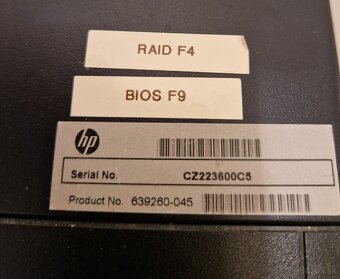 RAID F4
BIOS F9
hp
Serial No. CZ223600C5
Product No. 639260-045